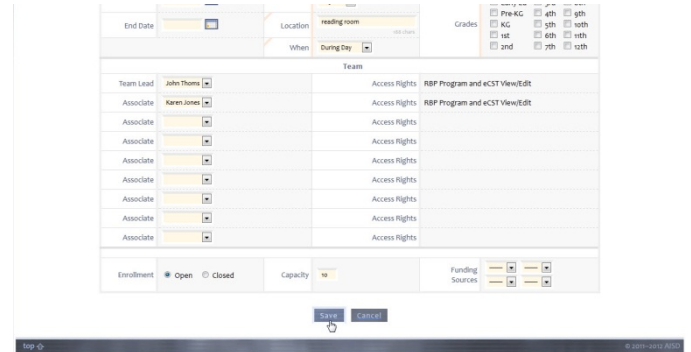 Pre-KG 4th 9th
End Date Location reading room Grades KG 5th 10th
1st 6th 11th
When During Day 2nd 7th 12th
Team
Team Lead John Thoms Access Rights RBP Program and eCST View/Edit
Associate Karen Jones Access Rights RBP Program and eCST View/Edit
Associate Access Rights
Associate Access Rights
Associate Access Rights
Associate Access Rights
Associate Access Rights
Associate Access Rights
Associate Access Rights
Enrollment Open Closed Capacity 10 Funding Sources
Save Cancel
top © 2011-2012 AISD